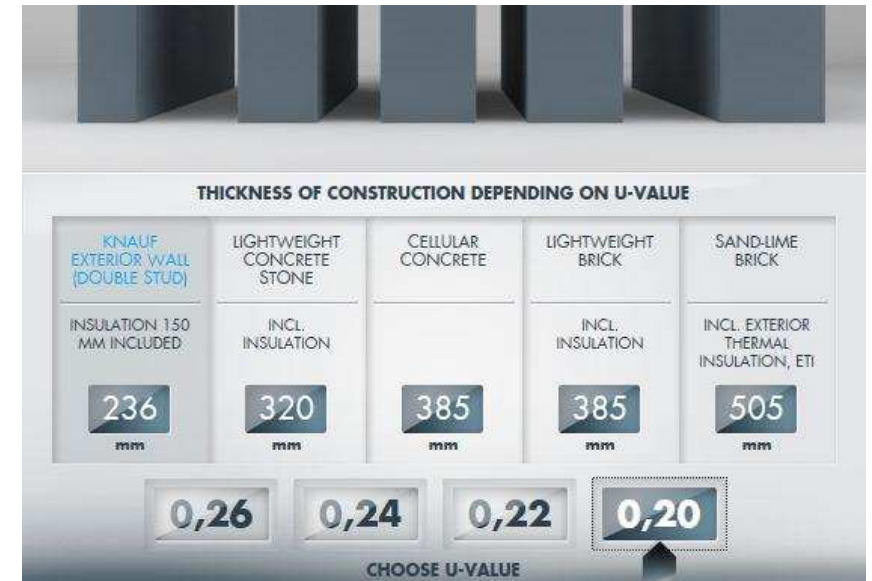 THICKNESS OF CONSTRUCTION DEPENDING ON U-VALUE
KNAUF
EXTERIOR WALL
(DOUBLE STUD)
INSULATION 150
MM INCLUDED
236
mm
LIGHTWEIGHT
CONCRETE
STONE
INCL.
INSULATION
320
mm
CELLULAR
CONCRETE
385
mm
LIGHTWEIGHT
BRICK
INCL.
INSULATION
385
mm
SAND-LIME
BRICK
INCL. EXTERIOR
THERMAL
INSULATION, ETI
505
mm
0,26
0,24
0,22
0,20
CHOOSE U-VALUE